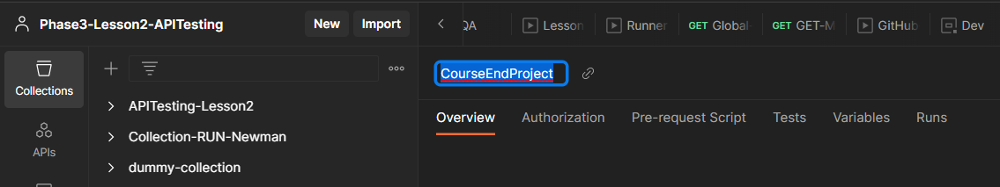 Phase3-Lesson2-APITesting New Import
QA Lesson Runner GET Global GET GET-M GitHub Dev
CourseEndProject
Collections
APITesting-Lesson2
Overview Authorization Pre-request Script Tests Variables Runs
Collection-RUN-Newman
APIs
dummy-collection